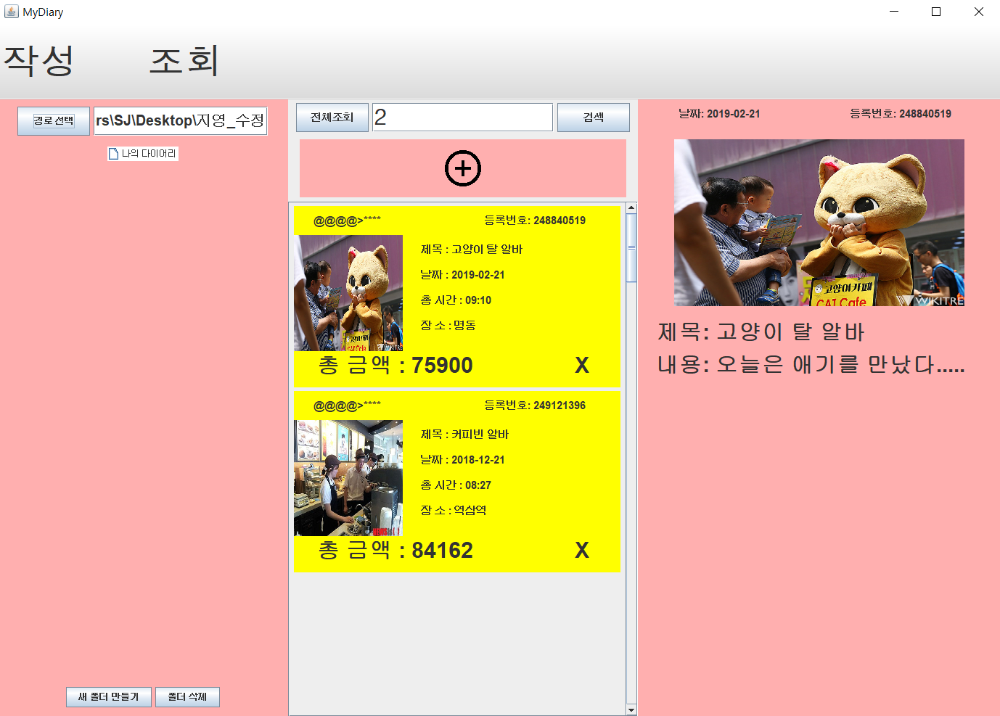 MyDiary
작성 조회
경로 선택 rs\SJ\Desktop\지영_수정
나의 다이어리
새 폴더 만들기 폴더 삭제
전체조회 2 검색
@@@@>**** 등록번호: 248840519
제목 : 고양이 탈 알바
날짜 : 2019-02-21
총 시간 : 09:10
장 소 : 명동
총 금액 : 75900 X
@@@@>**** 등록번호: 249121396
제목 : 커피빈 알바
날짜 : 2018-12-21
총 시간 : 08:27
장 소 : 역삼역
총 금액 : 84162 X
날짜: 2019-02-21 등록번호: 248840519
고양이카페
CAT Cafe
WIKITRE
제목: 고양이 탈 알바
내용: 오늘은 애기를 만났다.....